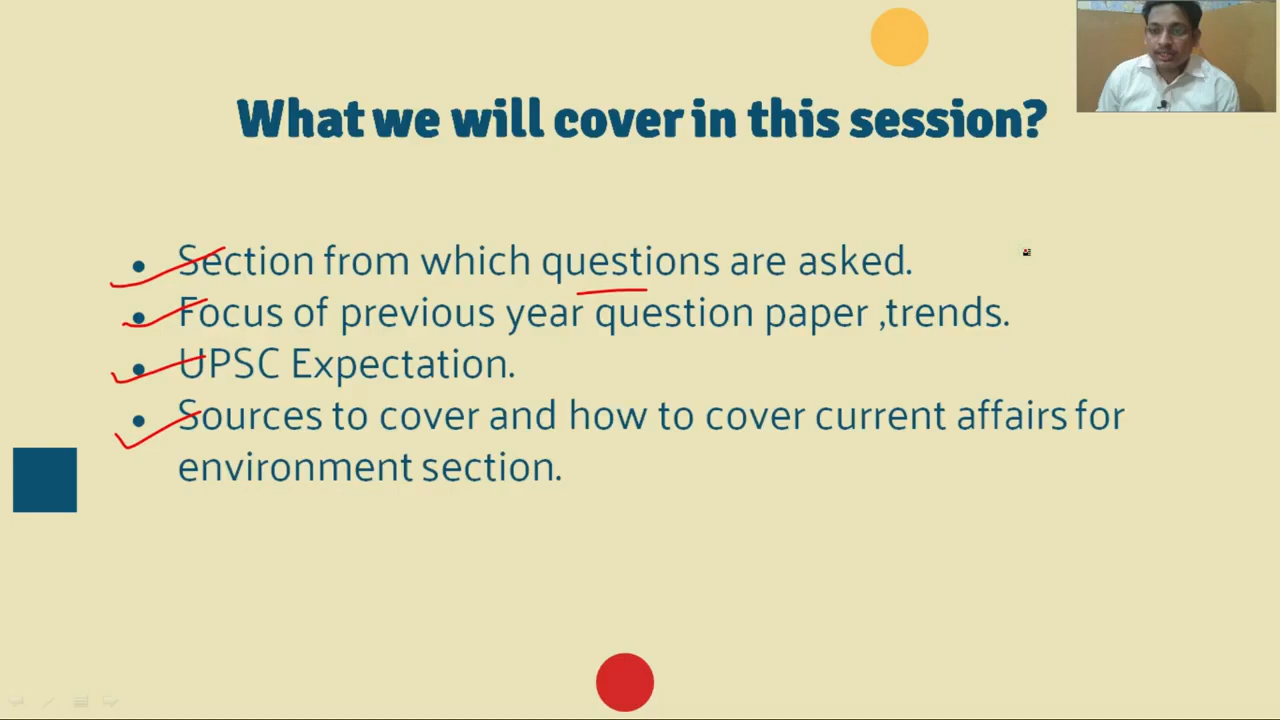 What we will cover in this session?
• Section from which questions are asked.
• Focus of previous year question paper ,trends.
• UPSC Expectation.
• Sources to cover and how to cover current affairs for
environment section.